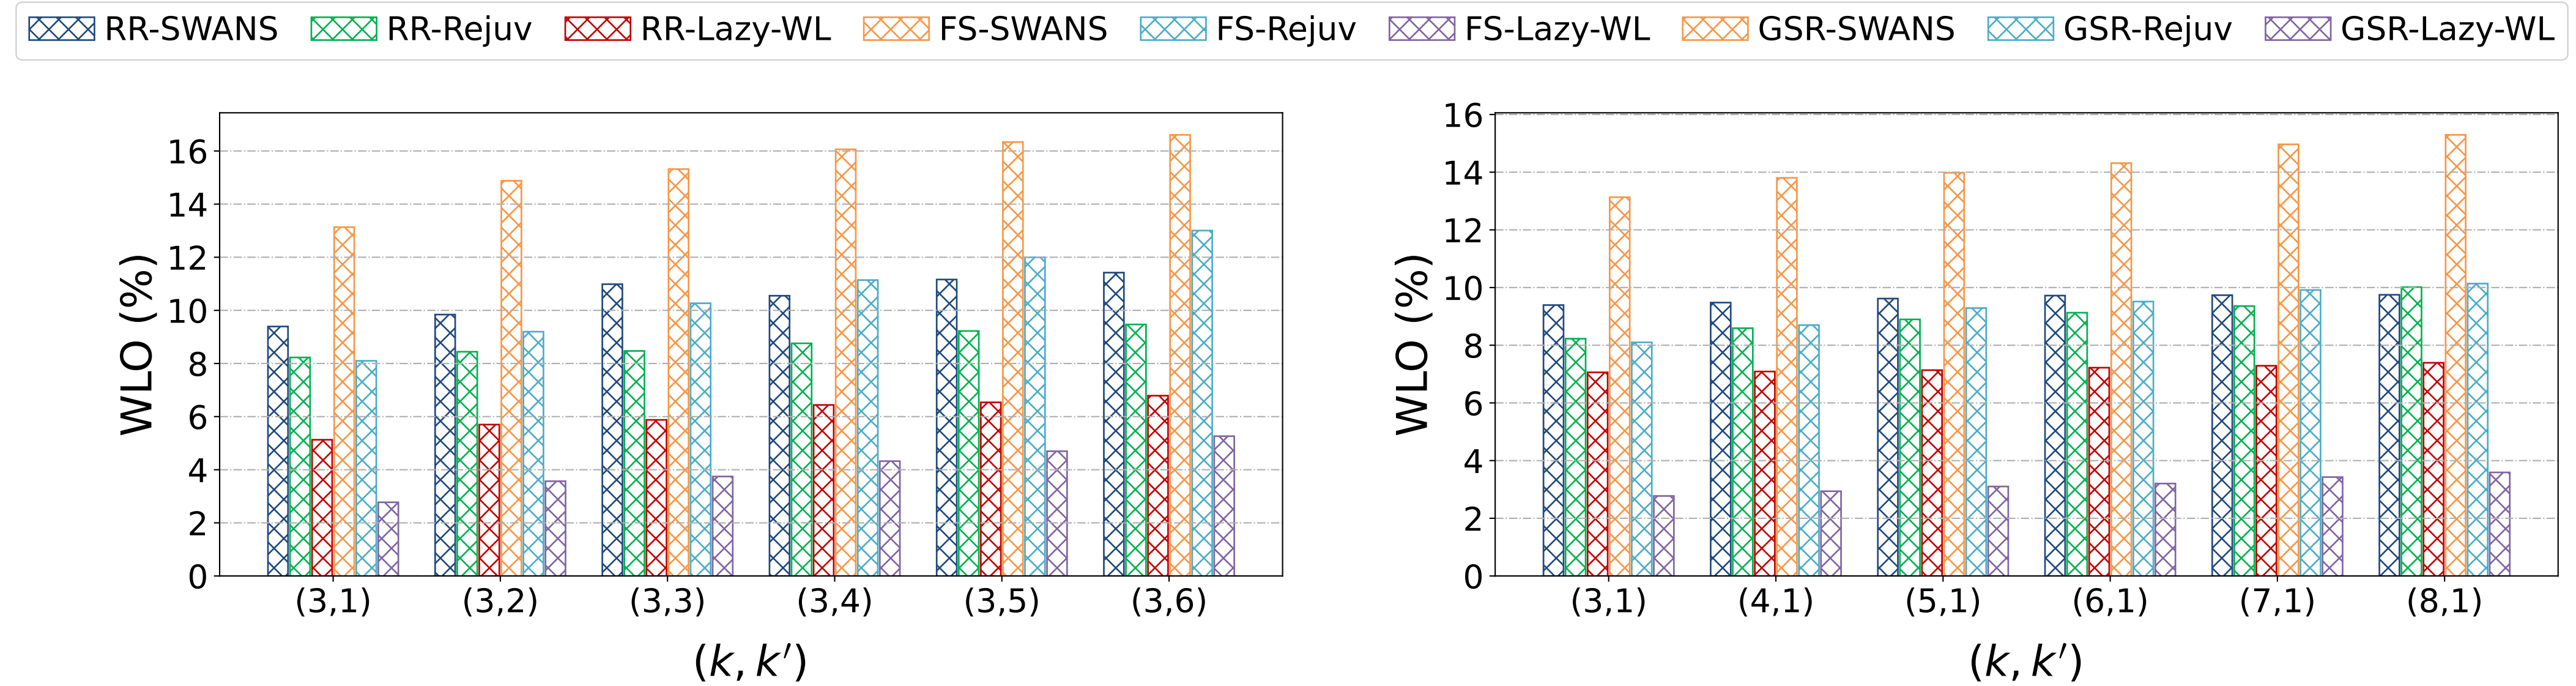 RR-SWANS RR-Rejuv RR-Lazy-WL FS-SWANS FS-Rejuv FS-Lazy-WL GSR-SWANS GSR-Rejuv GSR-Lazy-WL
WLO (%)
16
14
12
10
8
6
4
2
0
(3,1) (3,2) (3,3) (3,4) (3,5) (3,6)
(k, k′)
WLO (%)
16
14
12
10
8
6
4
2
0
(3,1) (4,1) (5,1) (6,1) (7,1) (8,1)
(k, k′)